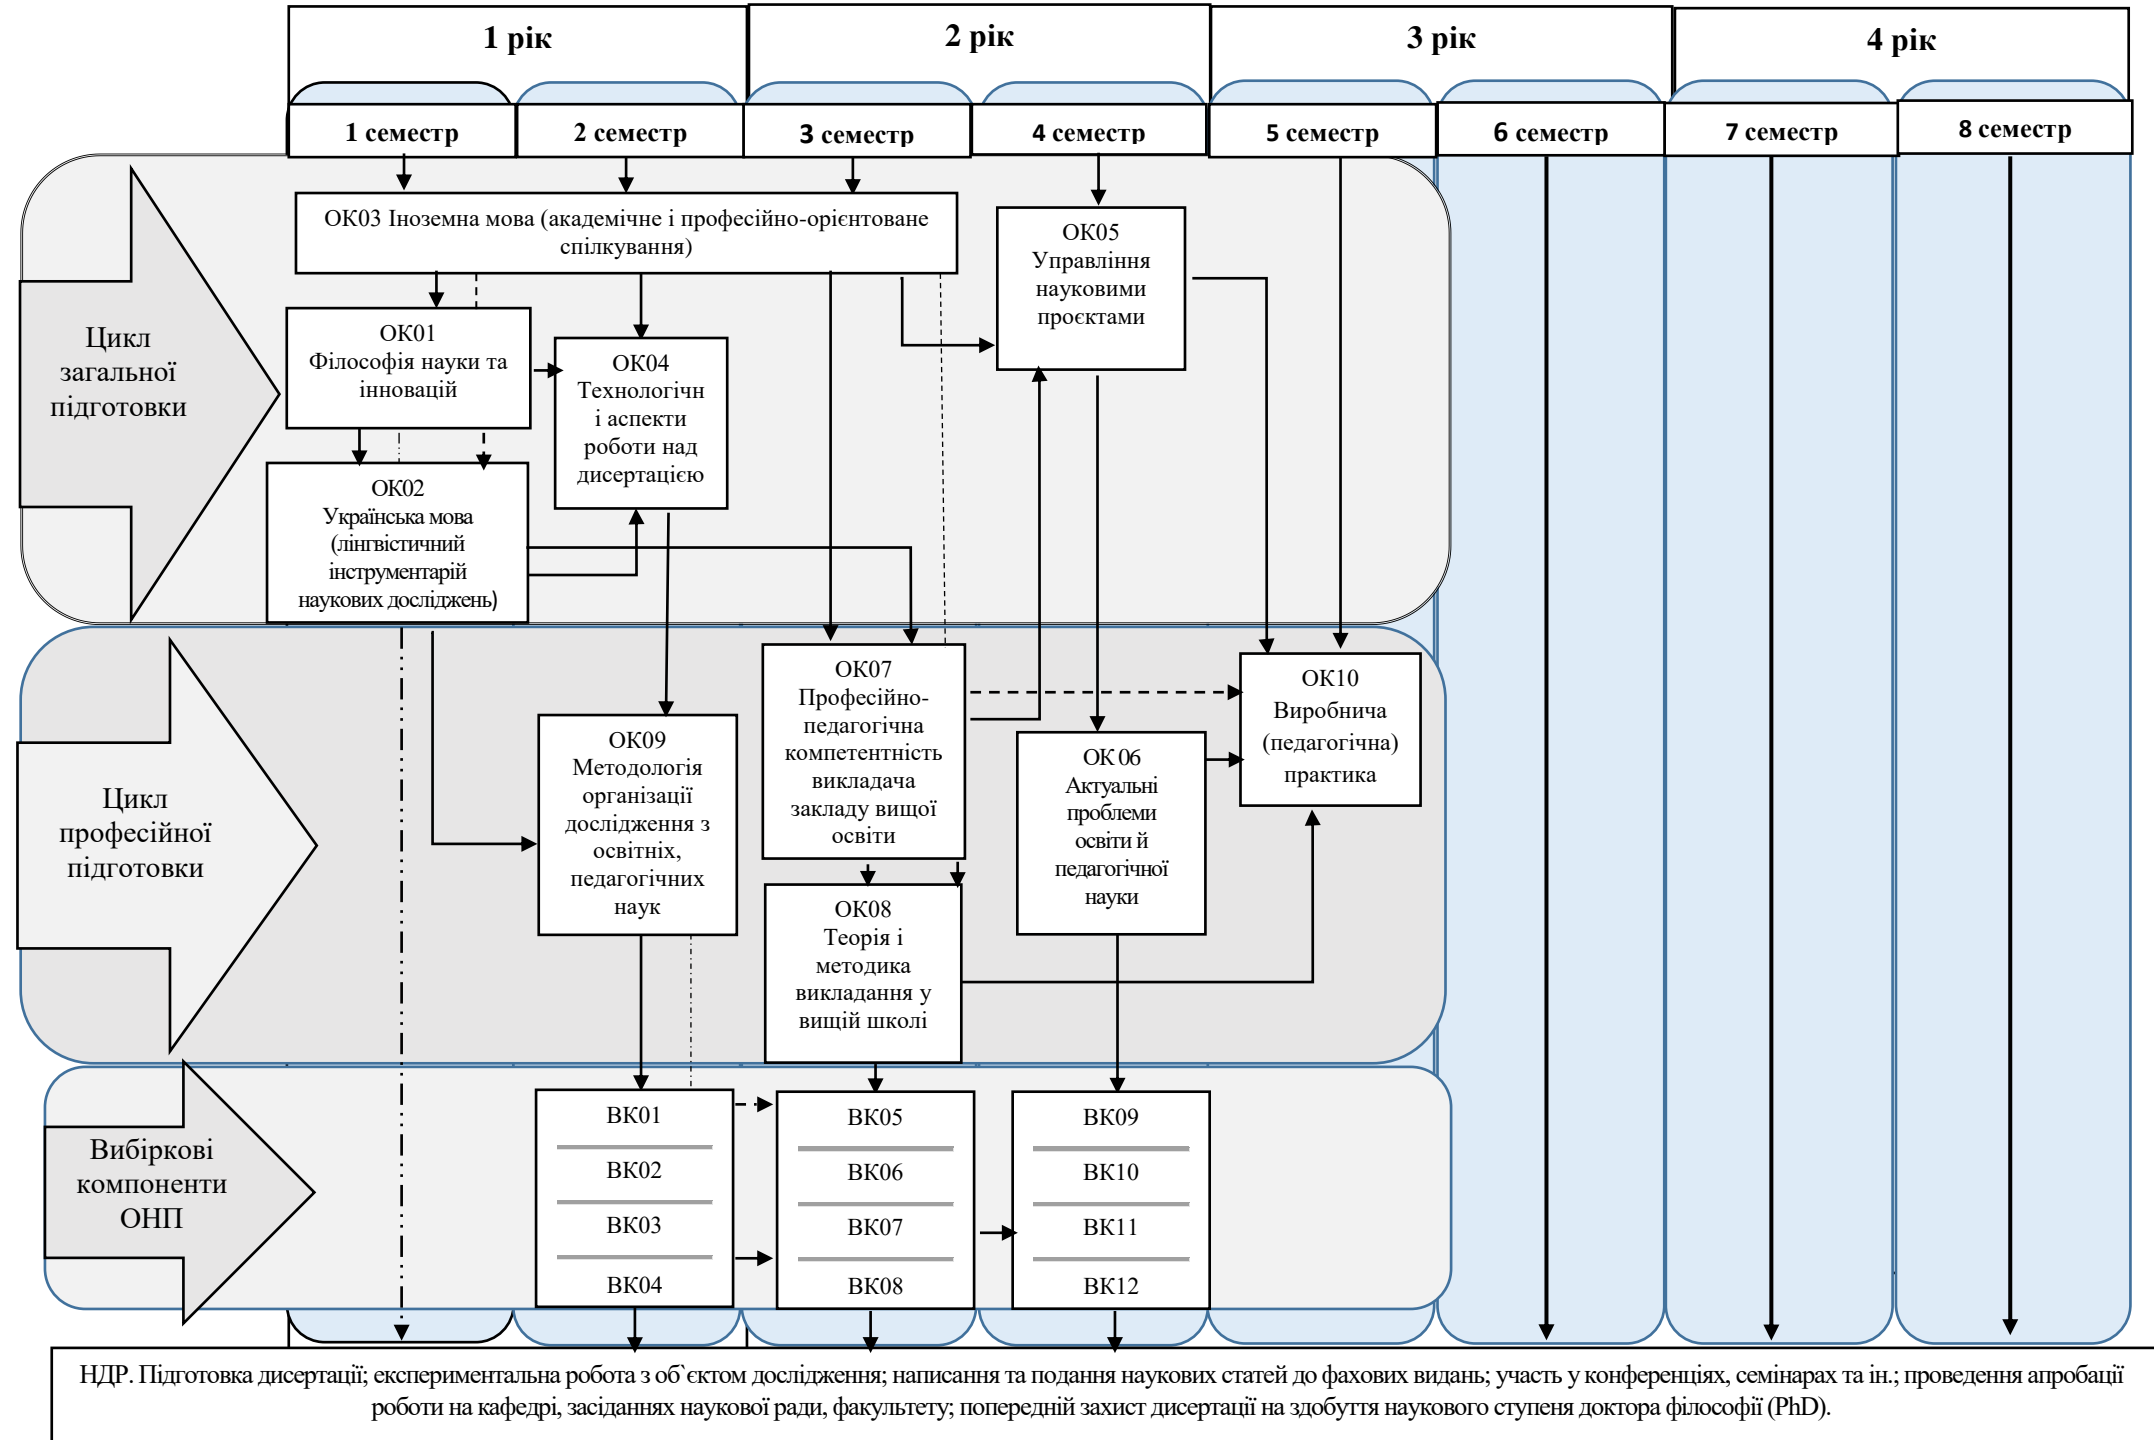 1 рік
2 рік
3 рік
4 рік
1 семестр
2 семестр
3 семестр
4 семестр
5 семестр
6 семестр
7 семестр
8 семестр
Цикл
загальної
підготовки
ОК03 Іноземна мова (академічне і професійно-орієнтоване
спілкування)
ОК05
Управління
науковими
проєктами
ОК01
Філософія науки та
інновацій
ОК04
Технологічн
і аспекти
роботи над
дисертацією
ОК02
Українська мова
(лінгвістичний
інструментарій
наукових досліджень)
Цикл
професійної
підготовки
ОК09
Методологія
організації
дослідження з
освітніх,
педагогічних
наук
ОК07
Професійно-
педагогічна
компетентність
викладача
закладу вищої
освіти
ОК08
Теорія і
методика
викладання у
вищій школі
ОК 06
Актуальні
проблеми
освіти й
педагогічної
науки
ОК10
Виробнича
(педагогічна)
практика
Вибіркові
компоненти
ОНП
ВК01
ВК02
ВК03
ВК04
ВК05
ВК06
ВК07
ВК08
ВК09
ВК10
ВК11
ВК12
НДР. Підготовка дисертації; експериментальна робота з об`єктом дослідження; написання та подання наукових статей до фахових видань; участь у конференціях, семінарах та ін.; проведення апробації
роботи на кафедрі, засіданнях наукової ради, факультету; попередній захист дисертації на здобуття наукового ступеня доктора філософії (PhD).